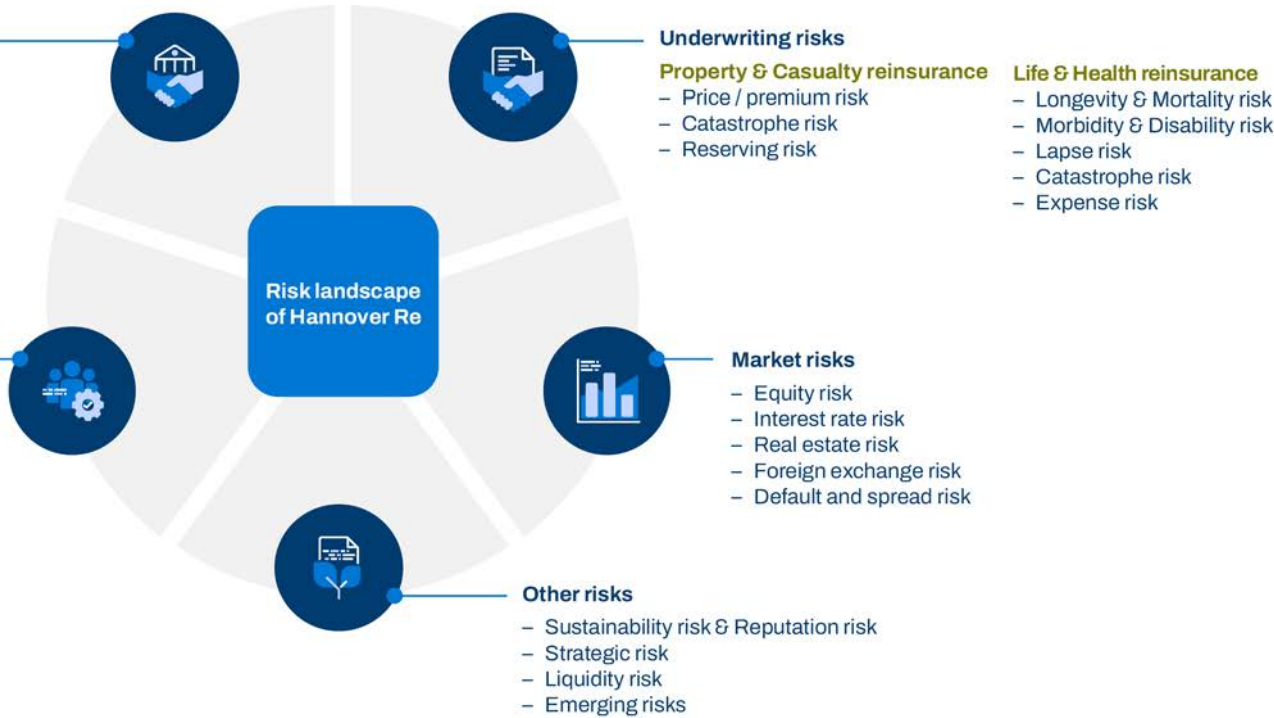 Underwriting risks
Property & Casualty reinsurance
– Price / premium risk
– Catastrophe risk
– Reserving risk
Life & Health reinsurance
– Longevity & Mortality risk
– Morbidity & Disability risk
– Lapse risk
– Catastrophe risk
– Expense risk
Risk landscape
of Hannover Re
Market risks
– Equity risk
– Interest rate risk
– Real estate risk
– Foreign exchange risk
– Default and spread risk
Other risks
– Sustainability risk & Reputation risk
– Strategic risk
– Liquidity risk
– Emerging risks